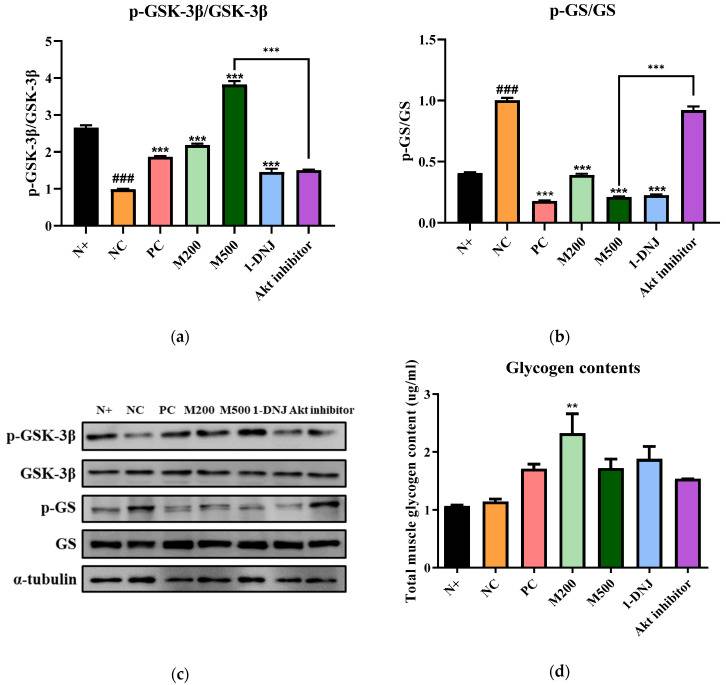 p-GSK-3β/GSK-3β
p-GSK-3β/GSK-3β
5
4
3
2
1
0
###
***
***
***
***
***
N+
NC
PC
M200
M500
1-DNJ
Akt inhibitor
(a)
p-GS/GS
p-GS/GS
1.5
1.0
0.5
0.0
###
***
***
***
***
***
N+
NC
PC
M200
M500
1-DNJ
Akt inhibitor
(b)
N+ NC PC M200 M500 1-DNJ Akt inhibitor
p-GSK-3β
GSK-3β
p-GS
GS
α-tubulin
(c)
Glycogen contents
Total muscle glycogen content (ug/ml)
3
2
1
0
**
N+
NC
PC
M200
M500
1-DNJ
Akt inhibitor
(d)